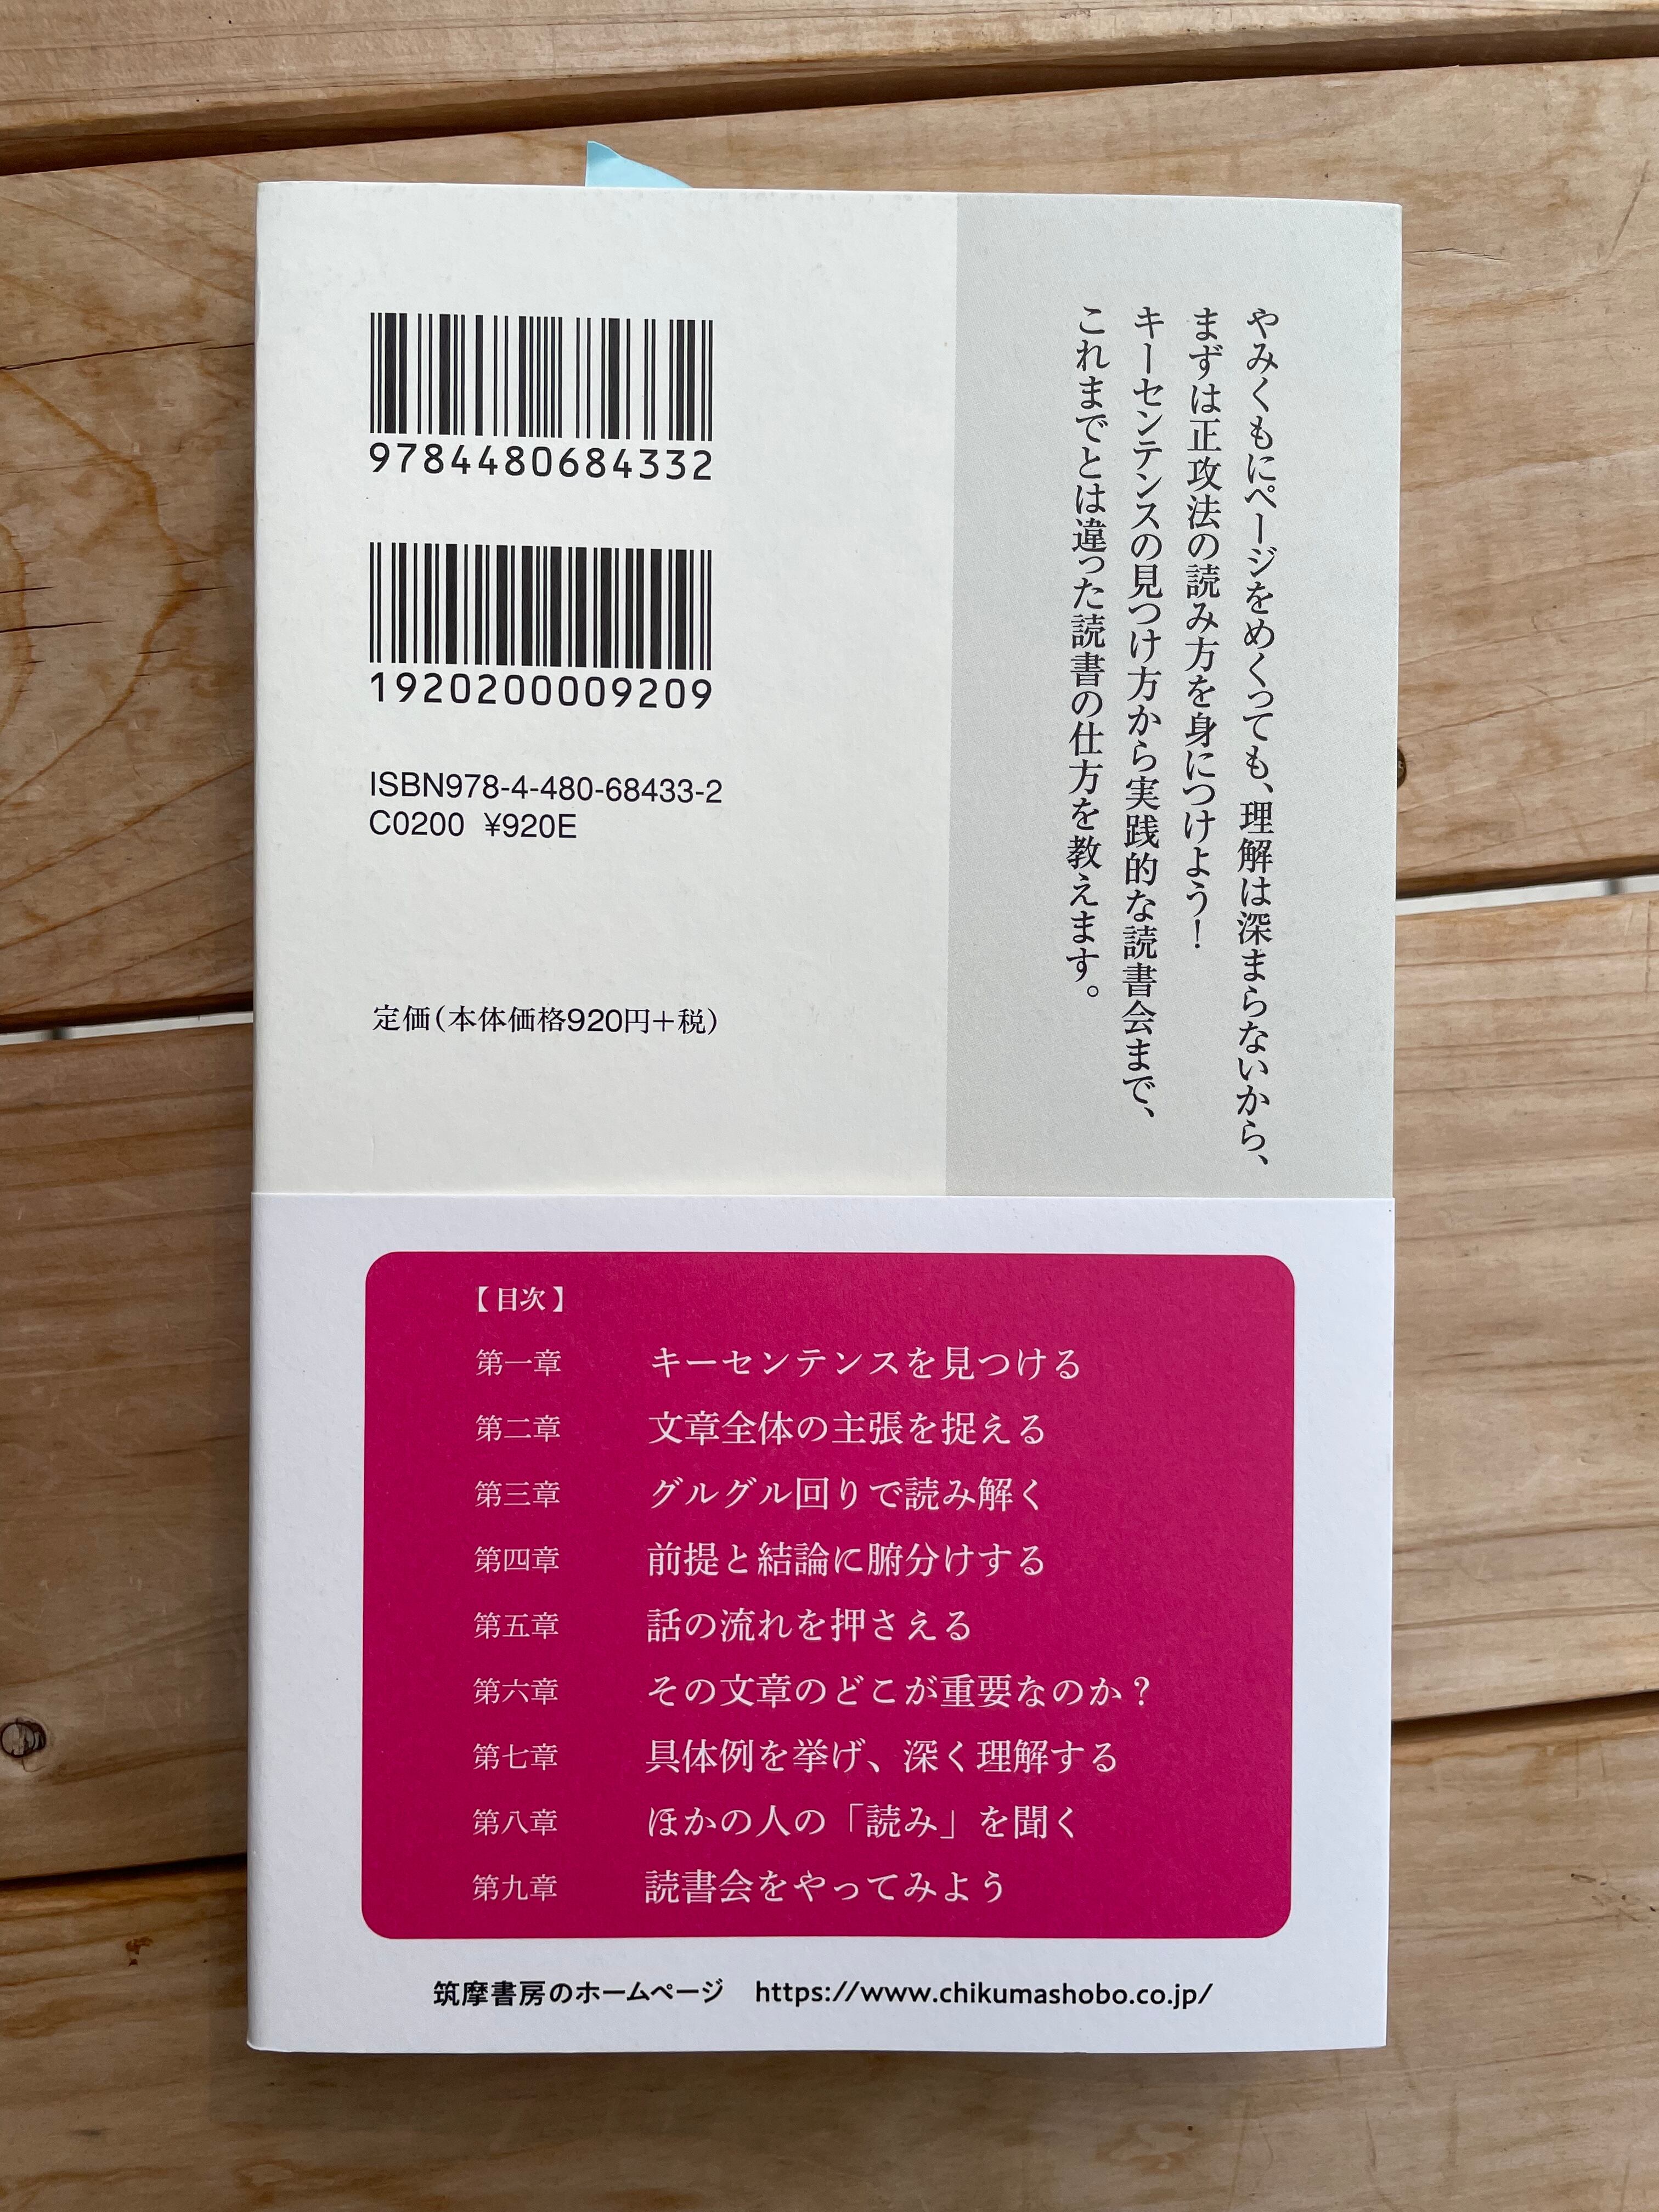 やみくもにページをめくっても、理解は深まらないから、
まずは正攻法の読み方を身につけよう！
キーセンテンスの見つけ方から実践的な読書会まで、
これまでとは違った読書の仕方を教えます。
9784480684332
1920200009209
ISBN978-4-480-68433-2
C0200 ¥920E
定価（本体価格920円＋税）
【目次】
第一章 キーセンテンスを見つける
第二章 文章全体の主張を捉える
第三章 グルグル回りで読み解く
第四章 前提と結論に腑分けする
第五章 話の流れを押さえる
第六章 その文章のどこが重要なのか？
第七章 具体例を挙げ、深く理解する
第八章 ほかの人の「読み」を聞く
第九章 読書会をやってみよう
筑摩書房のホームページ https://www.chikumashobo.co.jp/